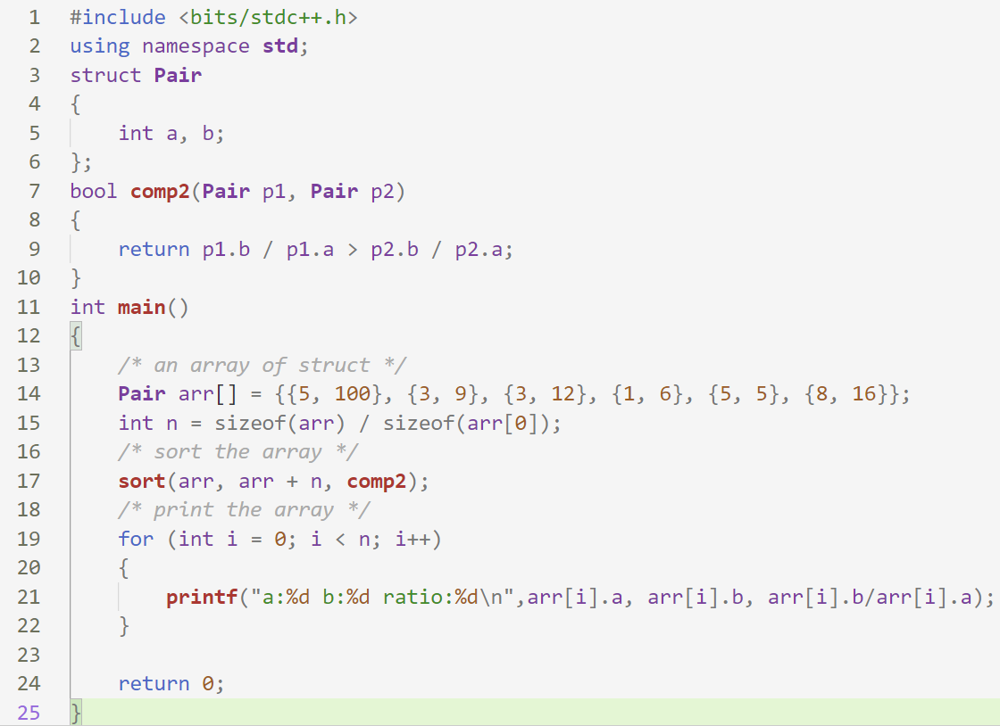 1 #include <bits/stdc++.h>
2 using namespace std;
3 struct Pair
4 {
5     int a, b;
6 };
7 bool comp2(Pair p1, Pair p2)
8 {
9     return p1.b / p1.a > p2.b / p2.a;
10 }
11 int main()
12 {
13     /* an array of struct */
14     Pair arr[] = {{5, 100}, {3, 9}, {3, 12}, {1, 6}, {5, 5}, {8, 16}};
15     int n = sizeof(arr) / sizeof(arr[0]);
16     /* sort the array */
17     sort(arr, arr + n, comp2);
18     /* print the array */
19     for (int i = 0; i < n; i++)
20     {
21         printf("a:%d b:%d ratio:%d\n",arr[i].a, arr[i].b, arr[i].b/arr[i].a);
22     }
23
24     return 0;
25 }